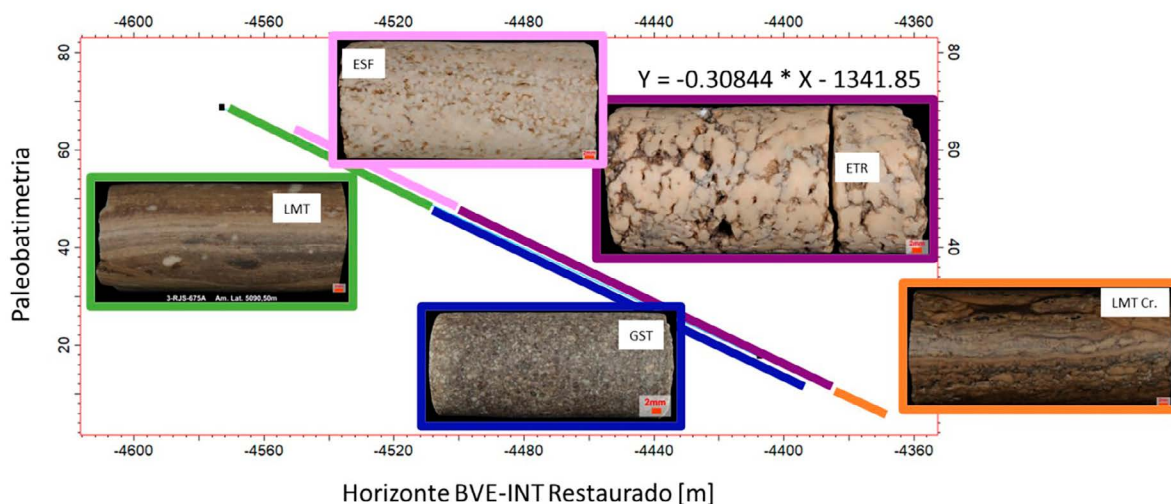 -4600 -4560 -4520 -4480 -4440 -4400 -4360
80 80
ESF
Y = -0.30844 * X - 1341.85
60 60
ETR
2mm
LMT
3-RJS-675A Am. Lat. 5090,50m
40 40
LMT Cr.
GST
2mm
20
Paleobatimetria
-4600 -4560 -4520 -4480 -4440 -4400 -4360
Horizonte BVE-INT Restaurado [m]